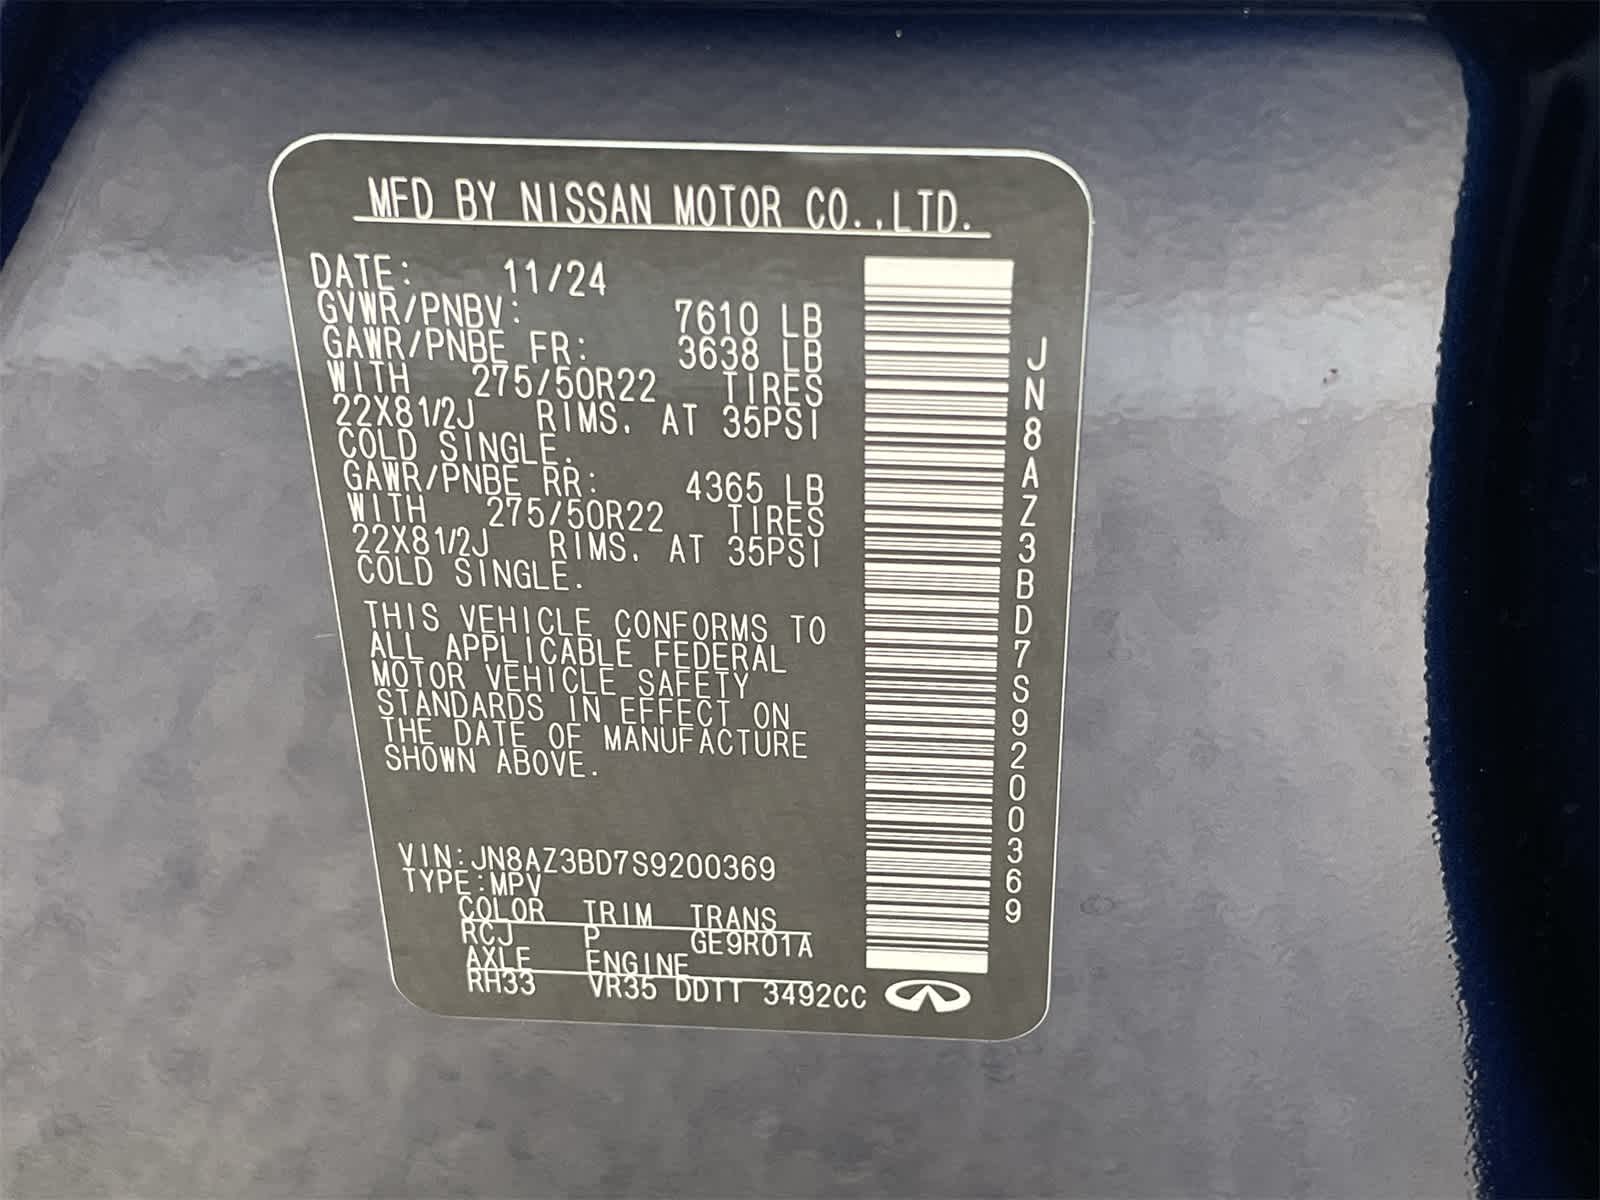 MFD BY NISSAN MOTOR CO.,LTD.
DATE: 11/24
GVWR/PNBV: 7610 LB
GAWR/PNBE FR: 3638 LB
WITH 275/50R22 TIRES
22X8 1/2J RIMS. AT 35PSI
COLD SINGLE.
GAWR/PNBE RR: 4365 LB
WITH 275/50R22 TIRES
22X8 1/2J RIMS. AT 35PSI
COLD SINGLE.
THIS VEHICLE CONFORMS TO
ALL APPLICABLE FEDERAL
MOTOR VEHICLE SAFETY
STANDARDS IN EFFECT ON
THE DATE OF MANUFACTURE
SHOWN ABOVE.
VIN:JN8AZ3BD7S9200369
TYPE:MPV
COLOR TRIM TRANS
RCJ P GE9R01A
AXLE ENGINE
RH33 VR35 DDTT 3492CC
JN8AZ3BD7S9200369